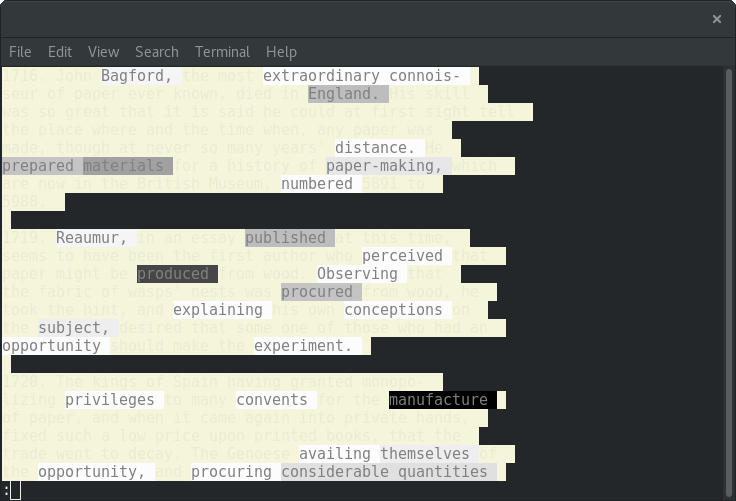 File Edit View Search Terminal Help
1716. John Bagford, the most extraordinary connois-
seur of paper ever known, died in England. His skill
was so great that it is said he could at first sight tell
the place where and the time when, any paper was
made, though at never so many years' distance. He
prepared materials for a history of paper-making, which
are now in the British Museum, numbered 5891 to
5988.
1719. Reaumur, in an essay published at this time,
seems to have been the first author who perceived that
paper might be produced from wood. Observing that
the fabric of wasps' nests was procured from wood, he
took the hint, and explaining his own conceptions on
the subject, desired that some one of those who had an
opportunity should make the experiment.
1720. The kings of Spain having granted monopo-
lizing privileges to many convents for the manufacture
of paper, and when it came again into private hands,
fixed such a low price upon printed books, that the
trade went to decay. The Genoese availing themselves of
the opportunity, and procuring considerable quantities
: